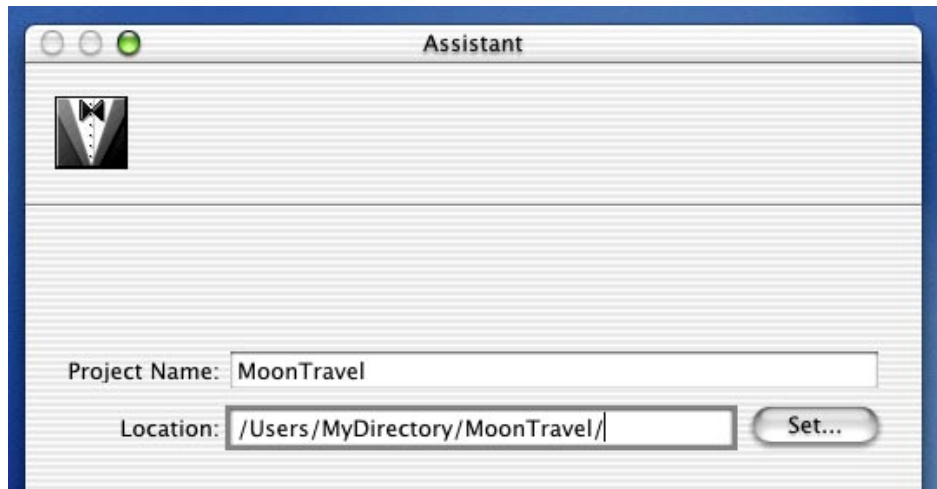 Assistant
Project Name: MoonTravel
Location: /Users/MyDirectory/MoonTravel/ Set...